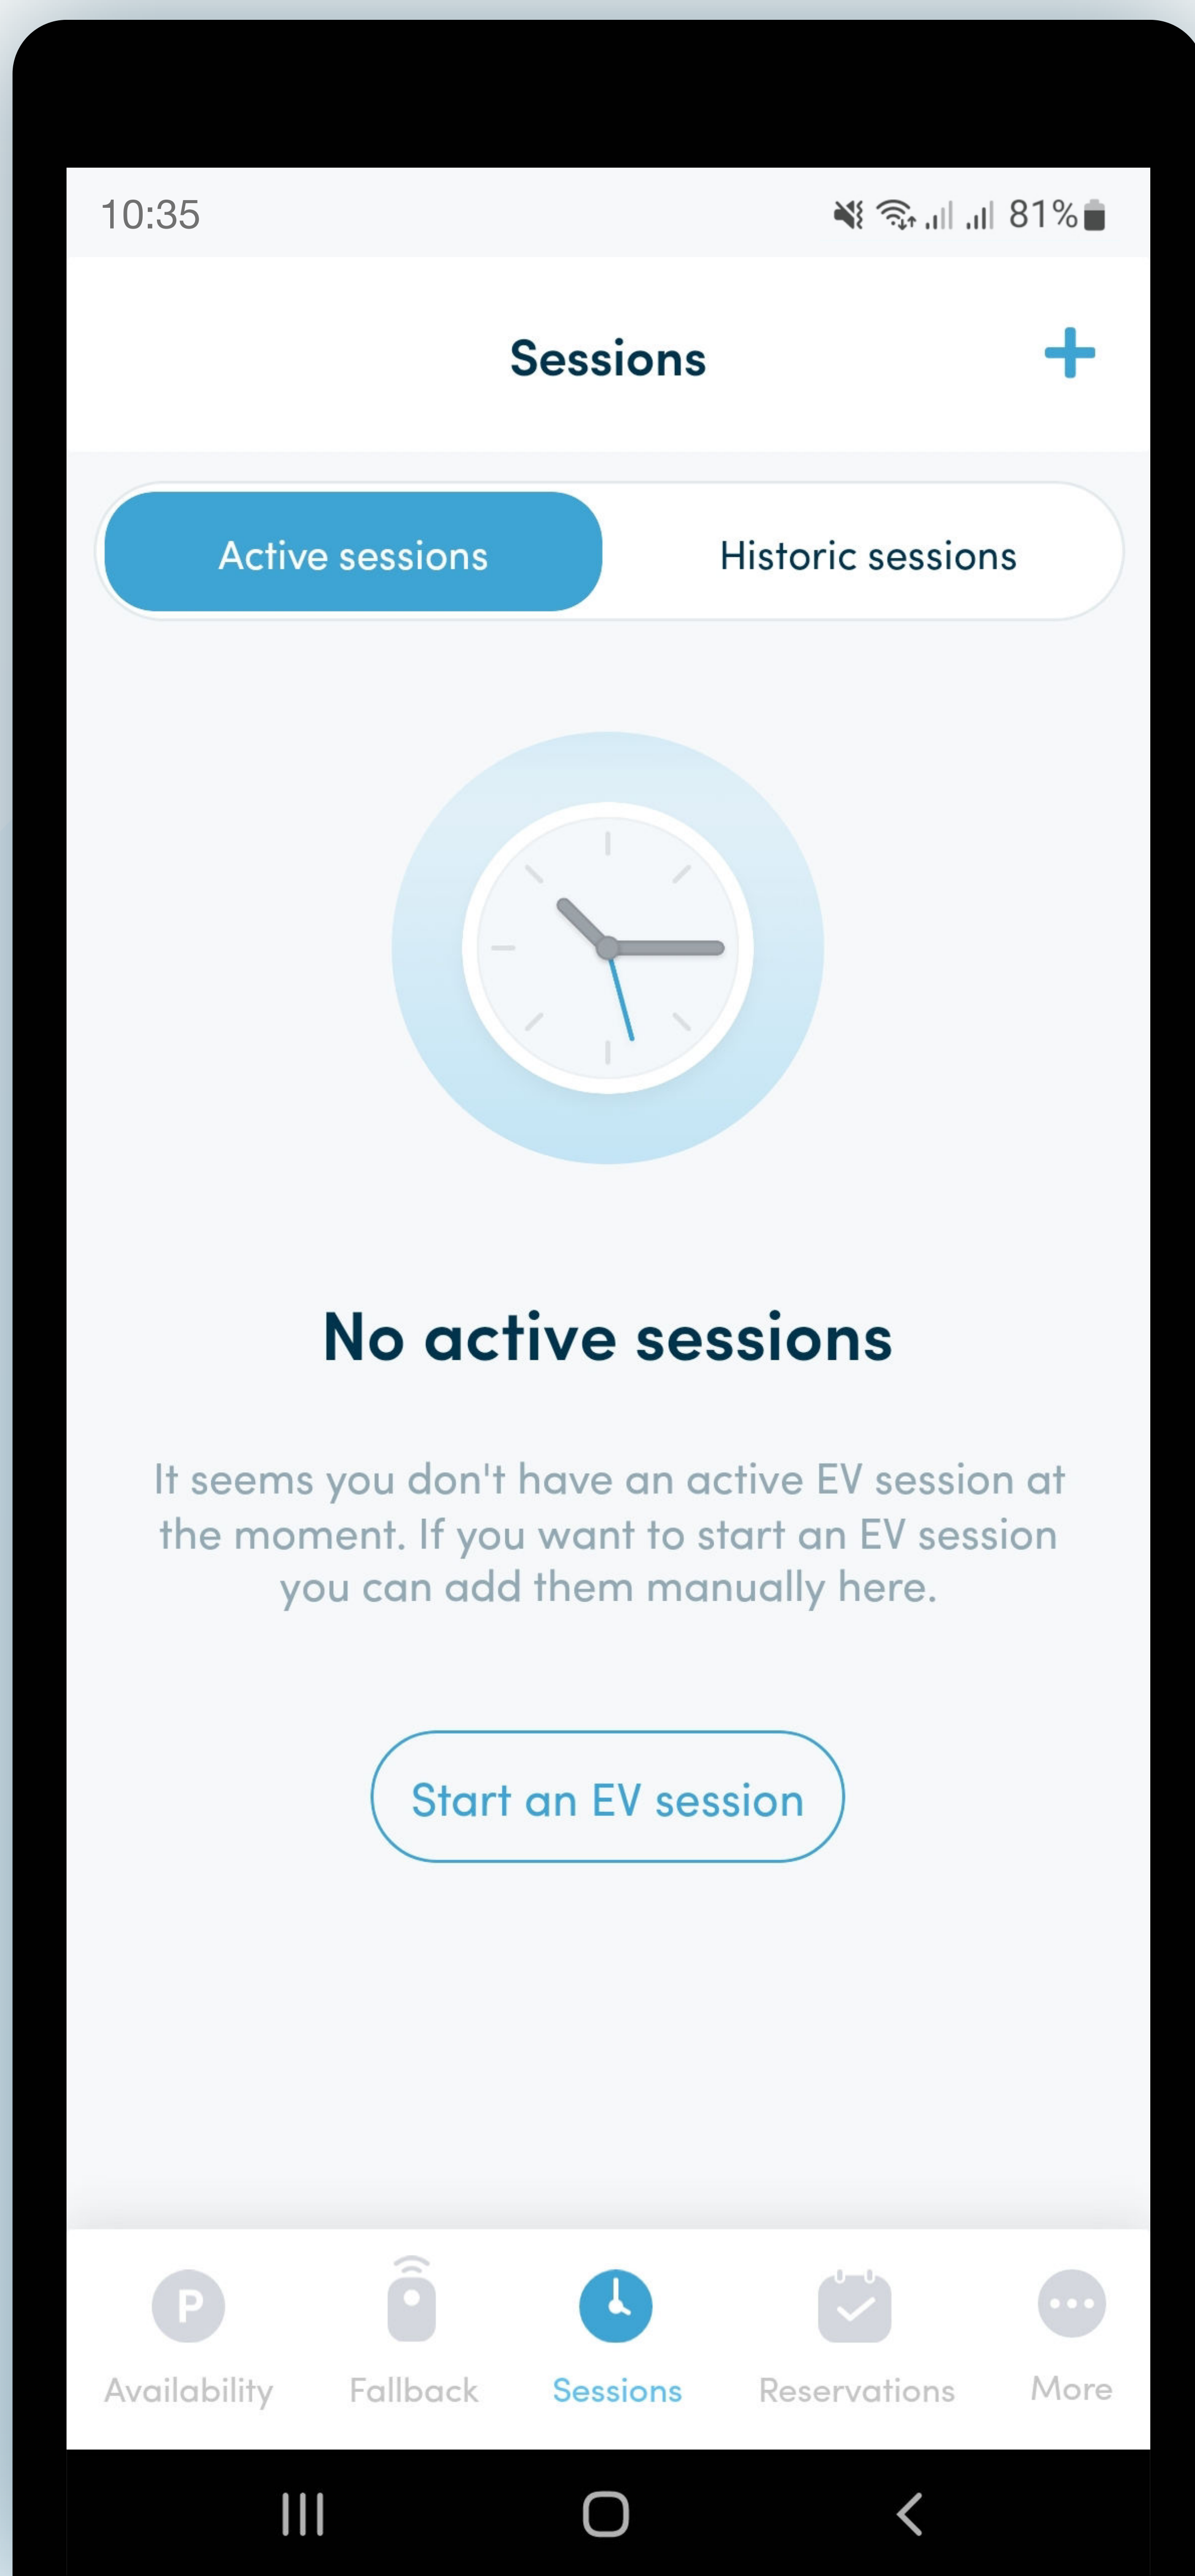 10:35 81%
Sessions
Active sessions Historic sessions
No active sessions
It seems you don't have an active EV session at
the moment. If you want to start an EV session
you can add them manually here.
Start an EV session
P
Availability Fallback Sessions Reservations More